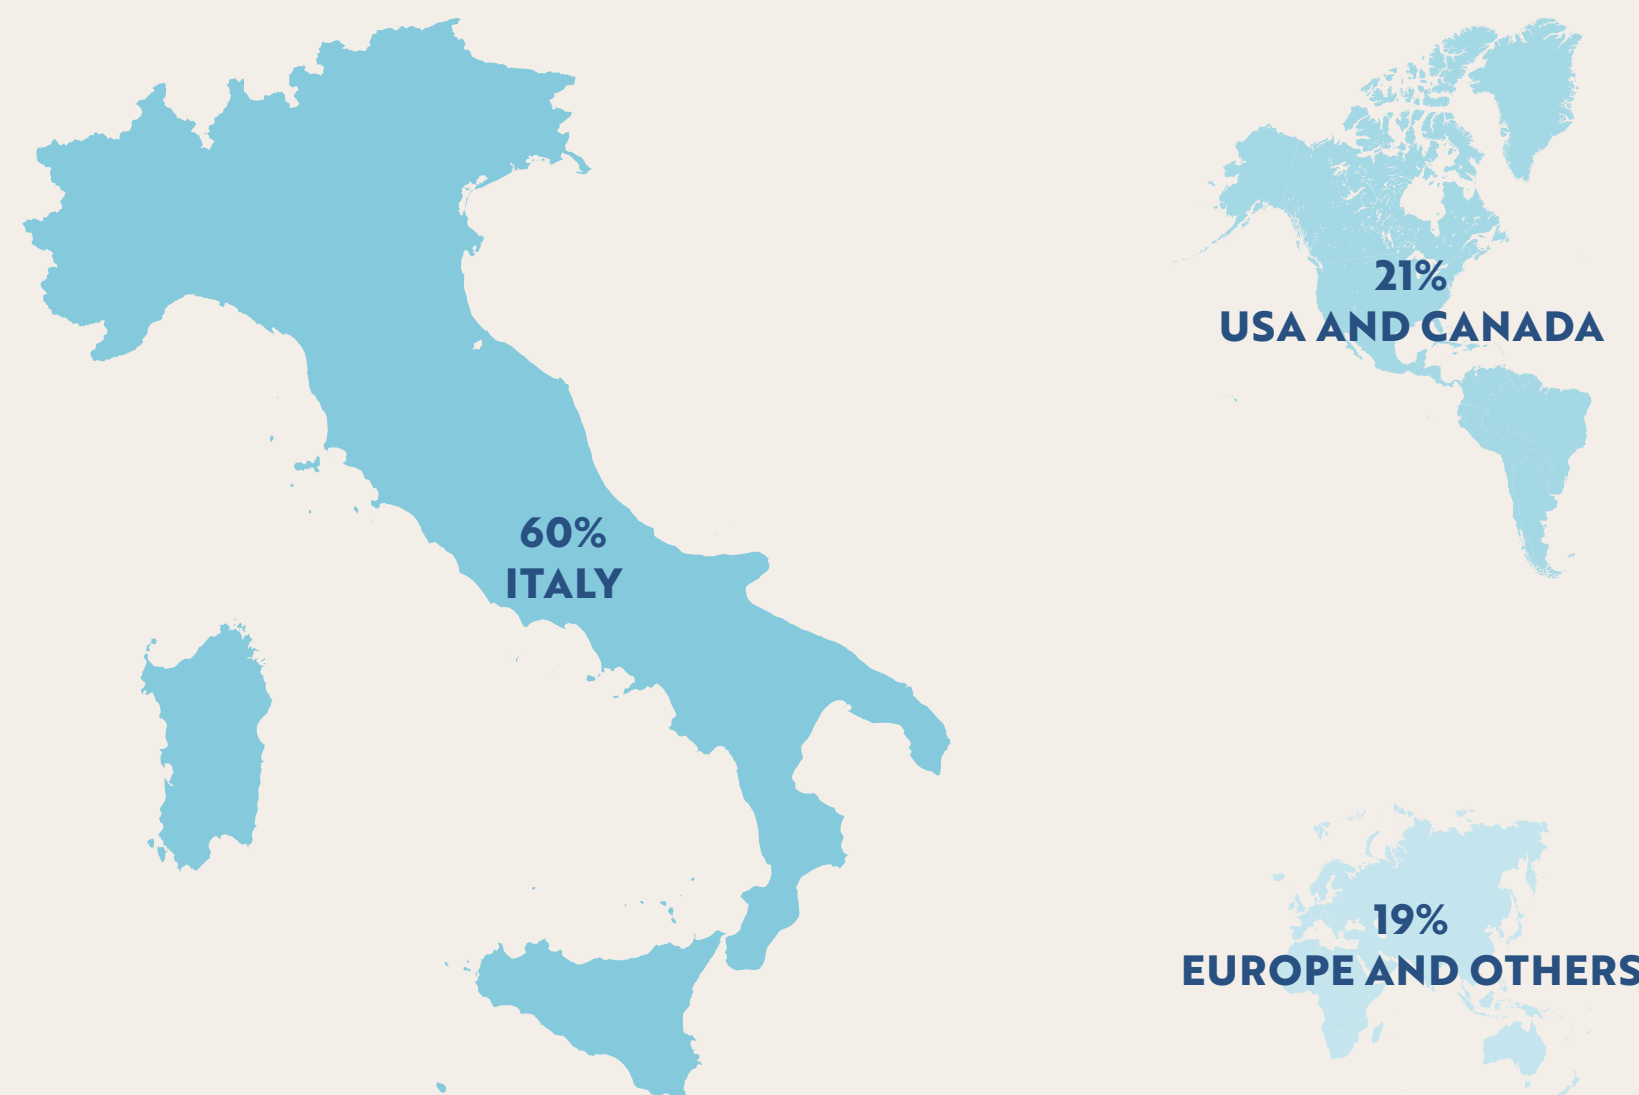 21%
USA AND CANADA
60%
ITALY
19%
EUROPE AND OTHERS